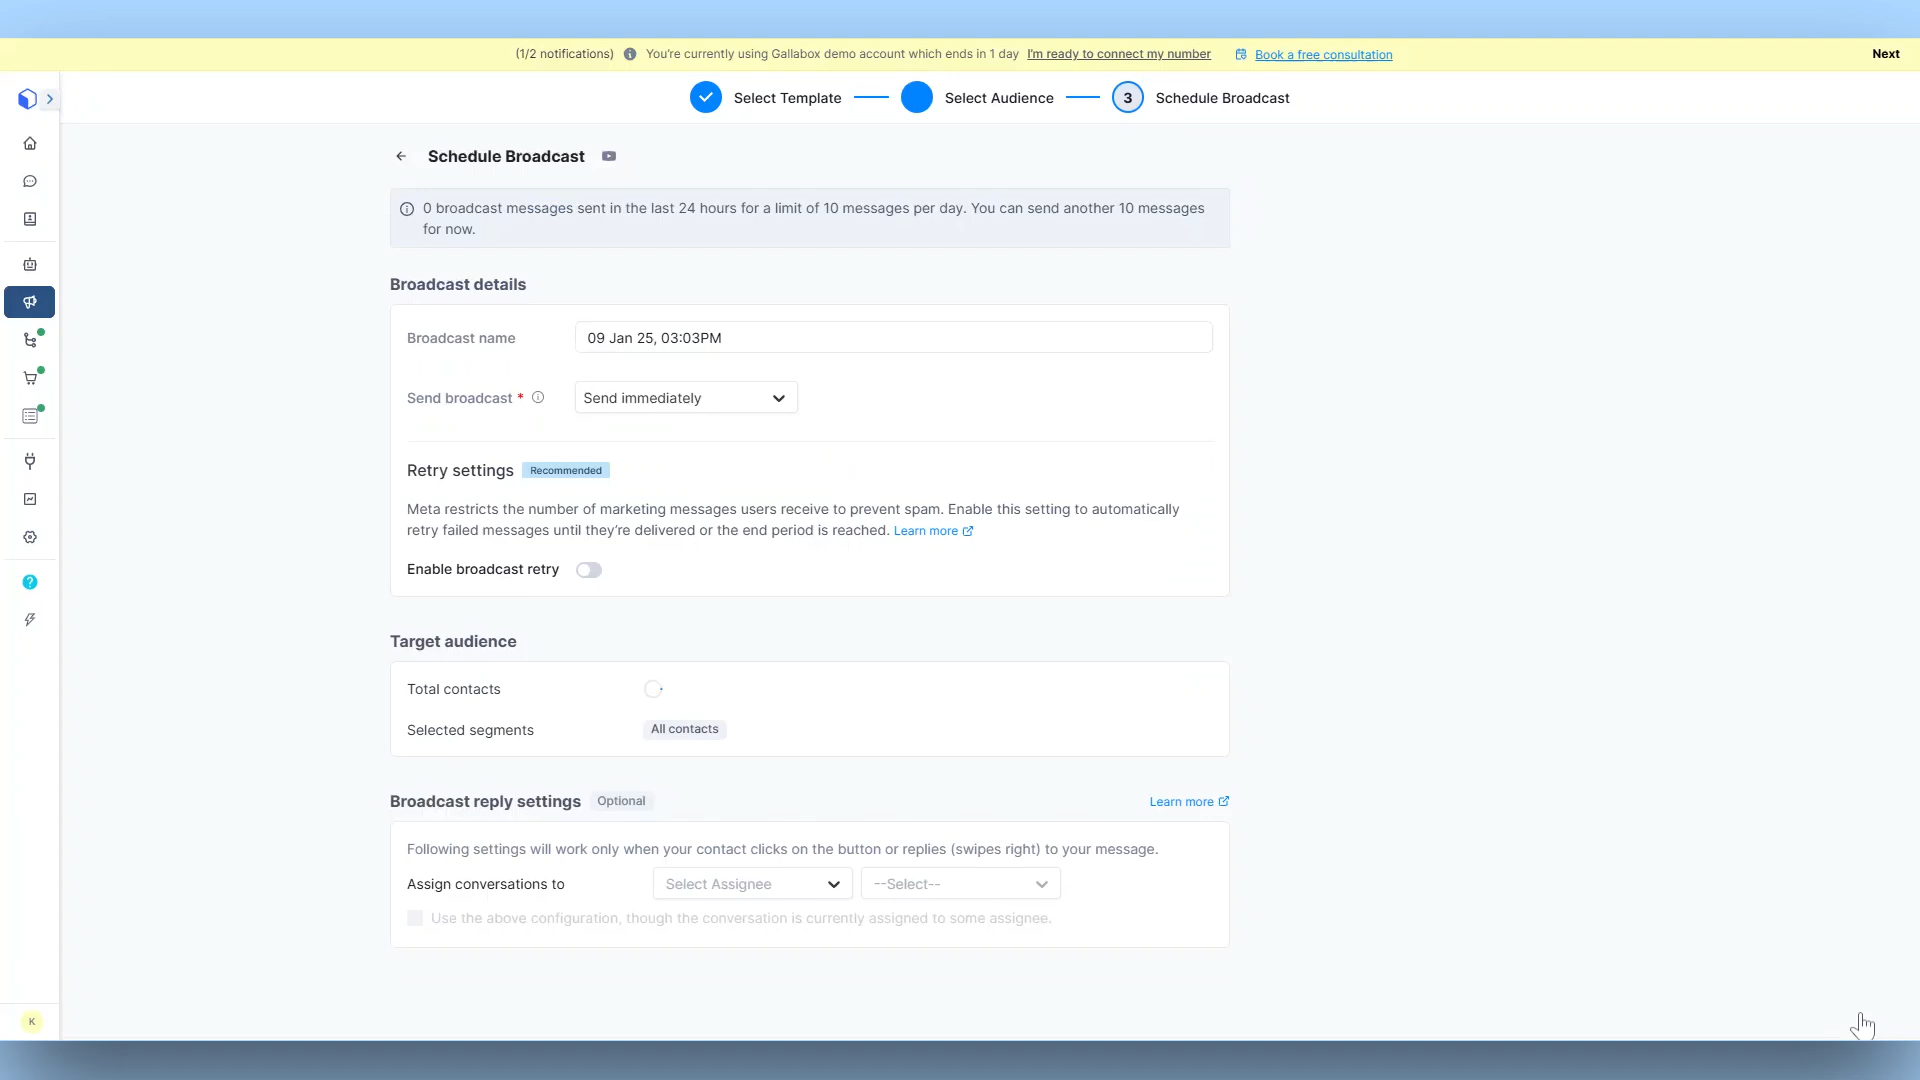 (1/2 notifications) You're currently using Gallabox demo account which ends in 1 day I'm ready to connect my number Book a free consultation Next
Select Template Select Audience 3 Schedule Broadcast
Schedule Broadcast
0 broadcast messages sent in the last 24 hours for a limit of 10 messages per day. You can send another 10 messages
for now.
Broadcast details
Broadcast name 09 Jan 25, 03:03PM
Send broadcast * Send immediately
Retry settings Recommended
Meta restricts the number of marketing messages users receive to prevent spam. Enable this setting to automatically
retry failed messages until they're delivered or the end period is reached. Learn more
Enable broadcast retry
Target audience
Total contacts
Selected segments All contacts
Broadcast reply settings Optional Learn more
Following settings will work only when your contact clicks on the button or replies (swipes right) to your message.
Assign conversations to Select Assignee --Select--
Use the above configuration, though the conversation is currently assigned to some assignee.
K